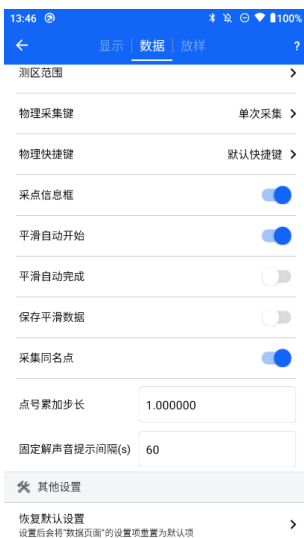 13:46 100%
显示 数据 放样 ?
测区范围
物理采集键 单次采集
物理快捷键 默认快捷键
采点信息框
平滑自动开始
平滑自动完成
保存平滑数据
采集同名点
点号累加步长 1.000000
固定解声音提示间隔(s) 60
其他设置
恢复默认设置
设置后会将"数据页面"的设置项重置为默认项